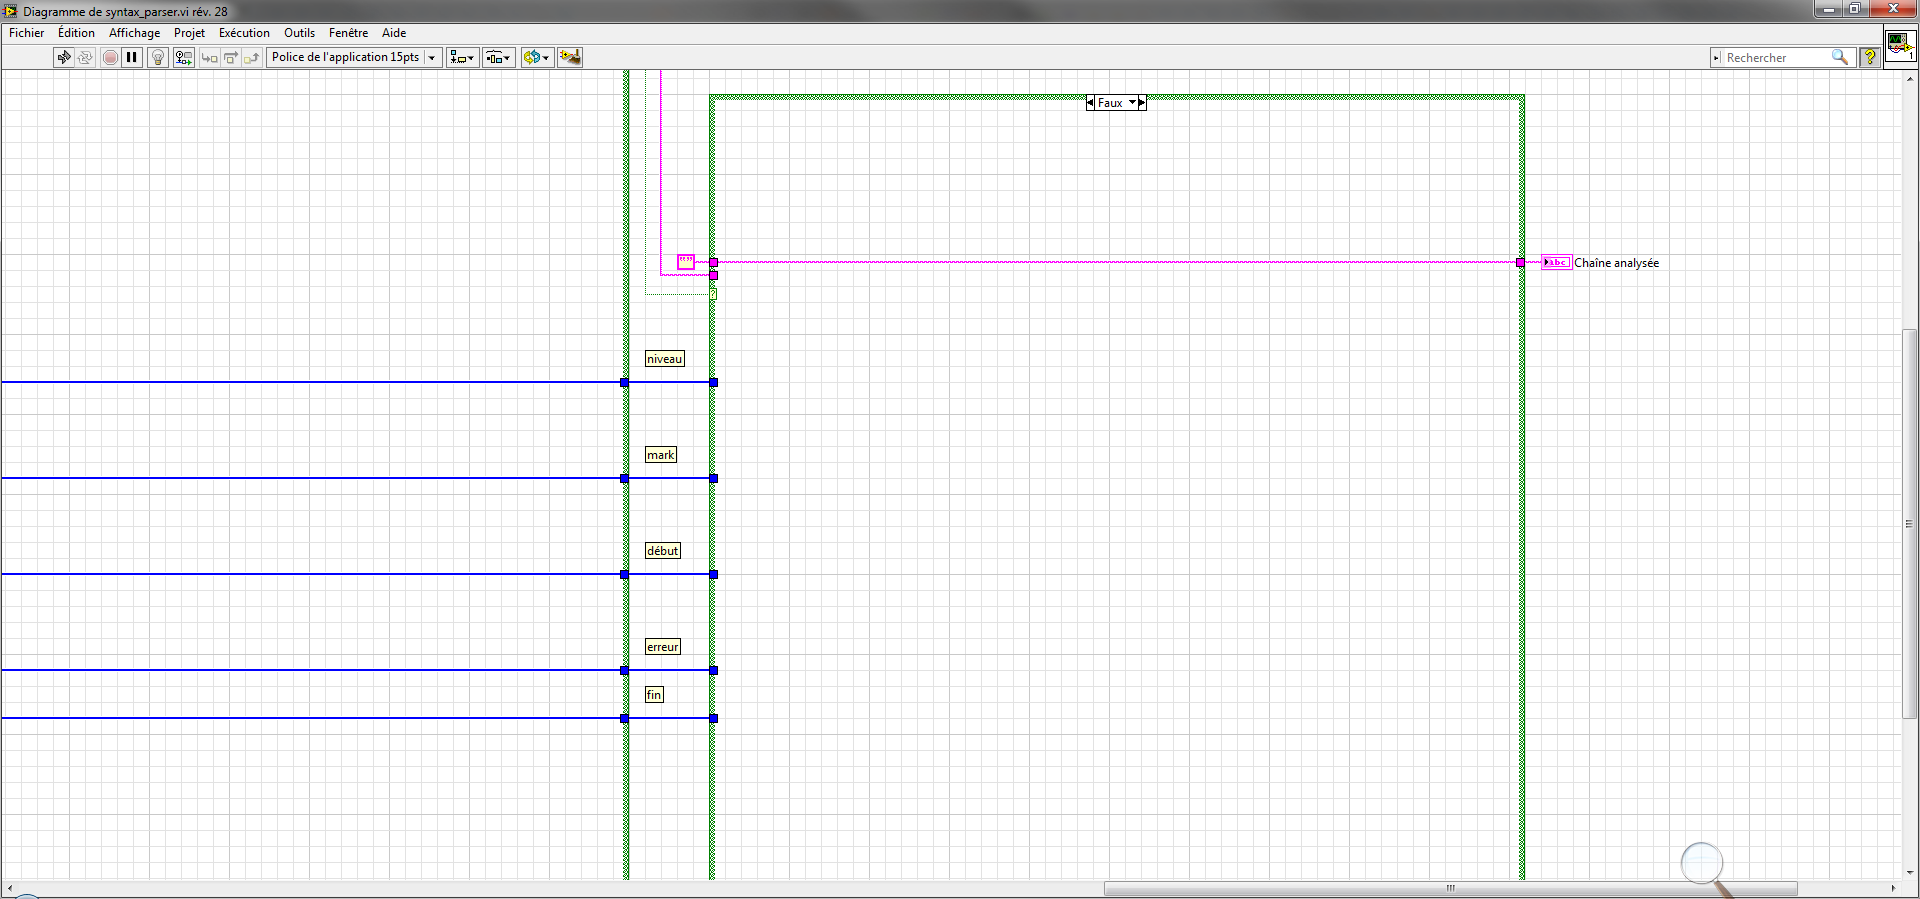 Diagramme de syntax_parser.vi rév. 28
Fichier Édition Affichage Projet Exécution Outils Fenêtre Aide
Police de l'application 15pts
Rechercher
?
1
Faux
""
abc Chaîne analysée
?
niveau
mark
début
erreur
fin